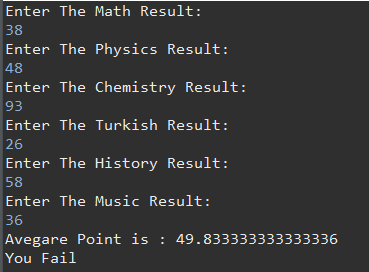 Enter The Math Result:
38
Enter The Physics Result:
48
Enter The Chemistry Result:
93
Enter The Turkish Result:
26
Enter The History Result:
58
Enter The Music Result:
36
Avegare Point is : 49.833333333333336
You Fail